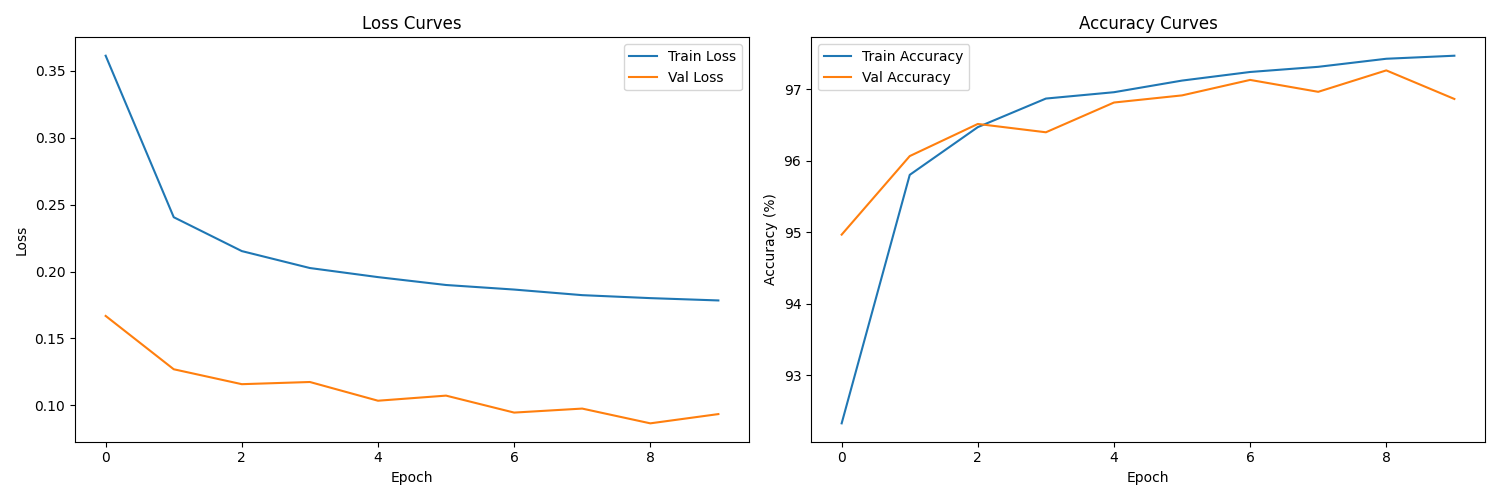 Loss Curves
Train Loss
Val Loss
0.35
0.30
0.25
0.20
0.15
0.10
Loss
0 2 4 6 8
Epoch
Accuracy Curves
Train Accuracy
Val Accuracy
97
96
95
94
93
Accuracy (%)
0 2 4 6 8
Epoch